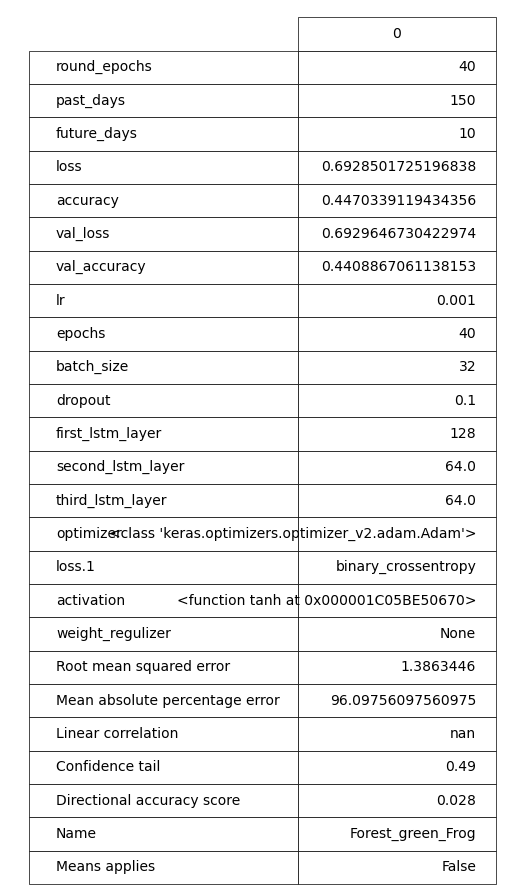 0
round_epochs 40
past_days 150
future_days 10
loss 0.6928501725196838
accuracy 0.4470339119434356
val_loss 0.6929646730422974
val_accuracy 0.4408867061138153
lr 0.001
epochs 40
batch_size 32
dropout 0.1
first_lstm_layer 128
second_lstm_layer 64.0
third_lstm_layer 64.0
optimizer <class 'keras.optimizers.optimizer_v2.adam.Adam'>
loss.1 binary_crossentropy
activation <function tanh at 0x000001C05BE50670>
weight_regulizer None
Root mean squared error 1.3863446
Mean absolute percentage error 96.09756097560975
Linear correlation nan
Confidence tail 0.49
Directional accuracy score 0.028
Name Forest_green_Frog
Means applies False